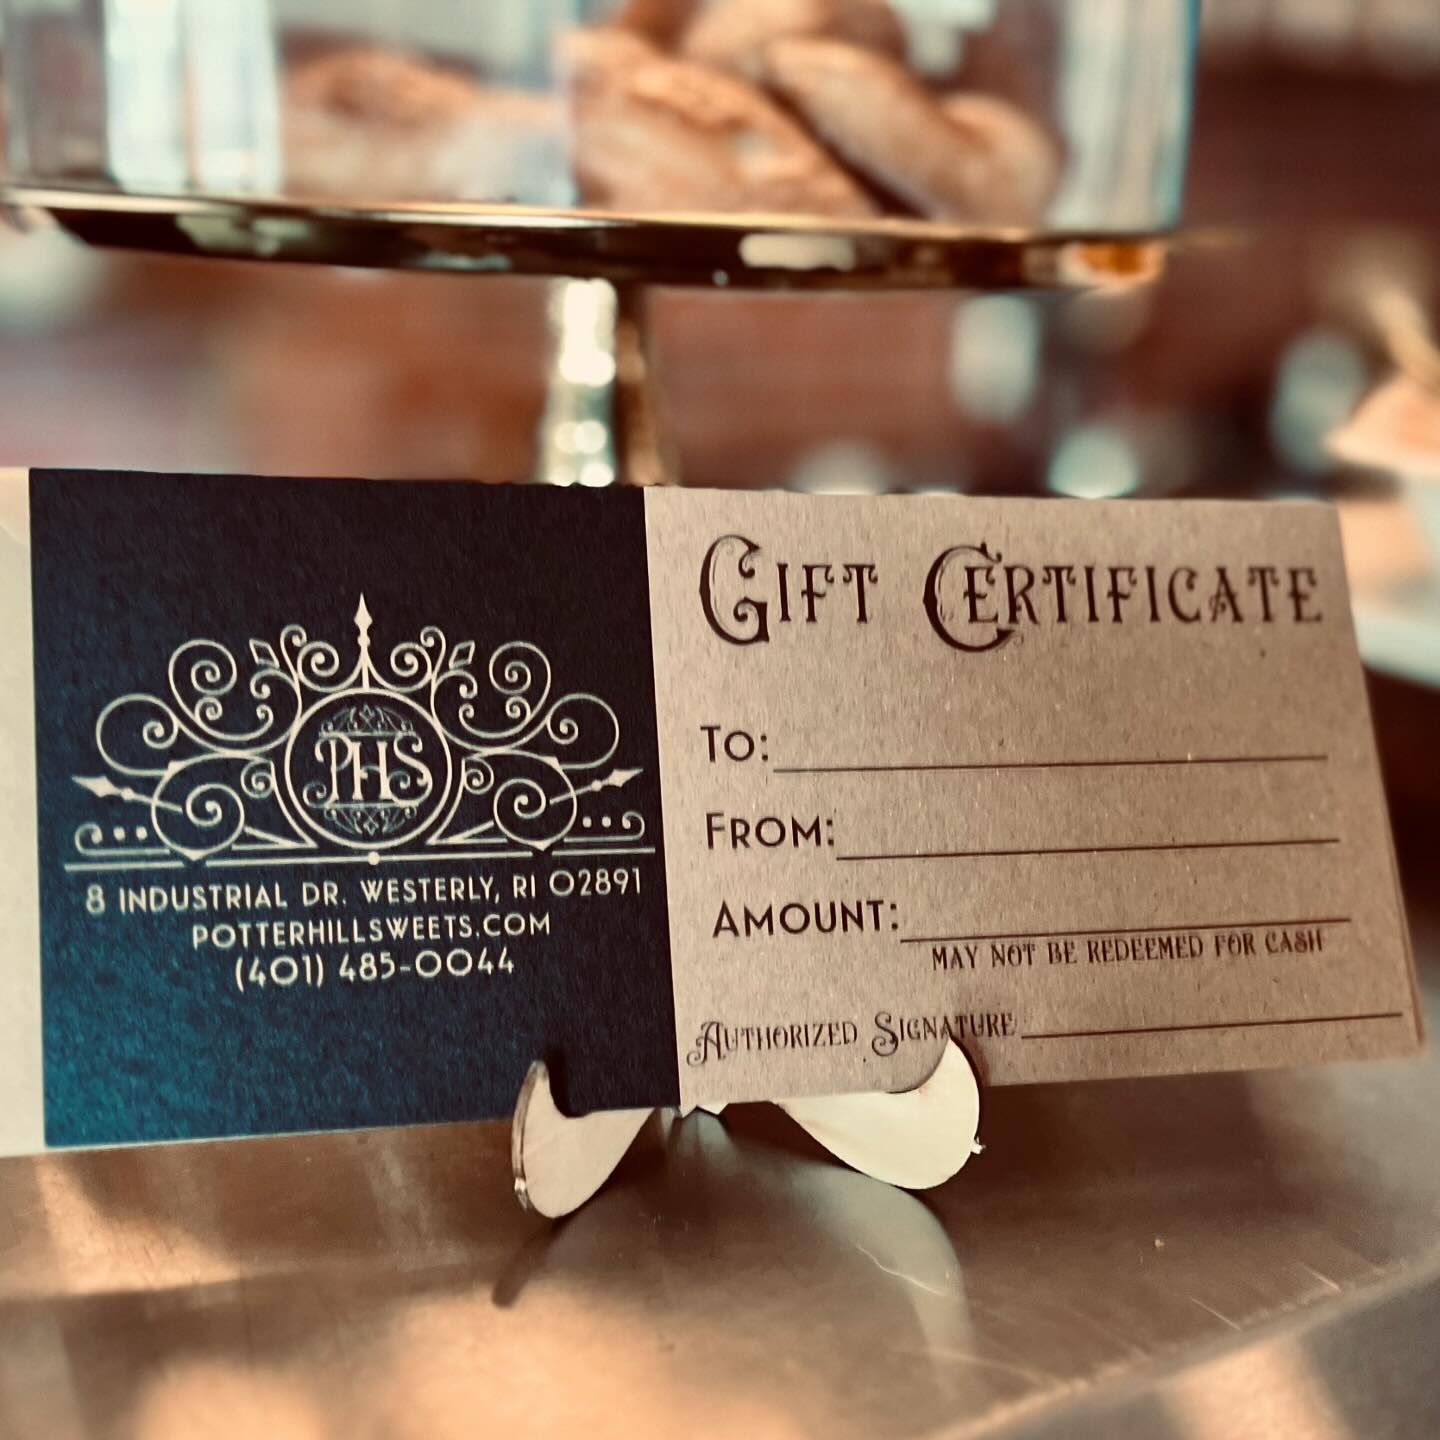 PHS
8 INDUSTRIAL DR. WESTERLY, RI 02891
POTTERHILLSWEETS.COM
(401) 485-0044
GIFT CERTIFICATE
TO:
FROM:
AMOUNT:
MAY NOT BE REDEEMED FOR CASH
AUTHORIZED SIGNATURE